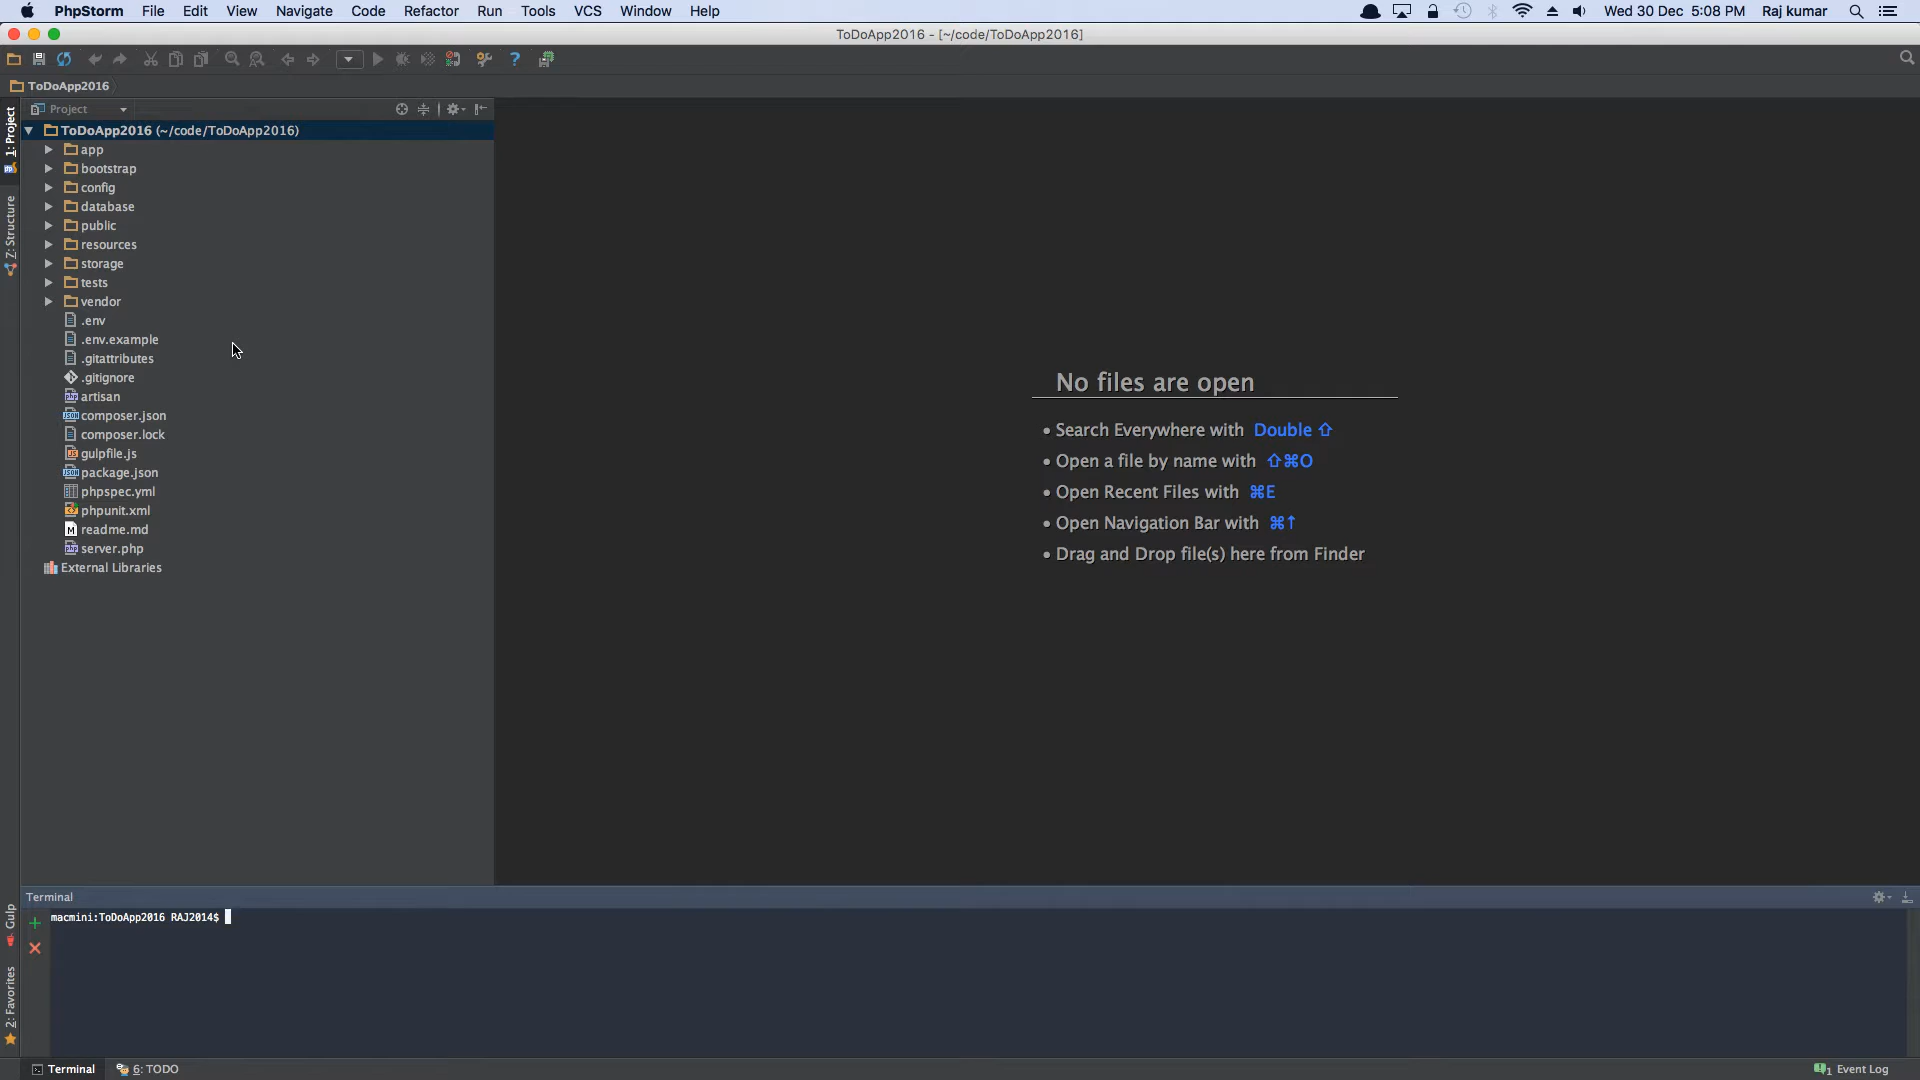 PhpStorm File Edit View Navigate Code Refactor Run Tools VCS Window Help Wed 30 Dec 5:08 PM Raj kumar
ToDoApp2016 - [~/code/ToDoApp2016]
ToDoApp2016
Project
1: Project
Z: Structure
ToDoApp2016 (~/code/ToDoApp2016)
app
bootstrap
config
database
public
resources
storage
tests
vendor
.env
.env.example
.gitattributes
.gitignore
artisan
composer.json
composer.lock
gulpfile.js
package.json
phpspec.yml
phpunit.xml
readme.md
server.php
External Libraries
No files are open
• Search Everywhere with Double ⇧
• Open a file by name with ⇧⌘O
• Open Recent Files with ⌘E
• Open Navigation Bar with ⌘↑
• Drag and Drop file(s) here from Finder
Terminal
macmini:ToDoApp2016 RAJ2014$
Gulp
2: Favorites
Terminal 6: TODO 1 Event Log